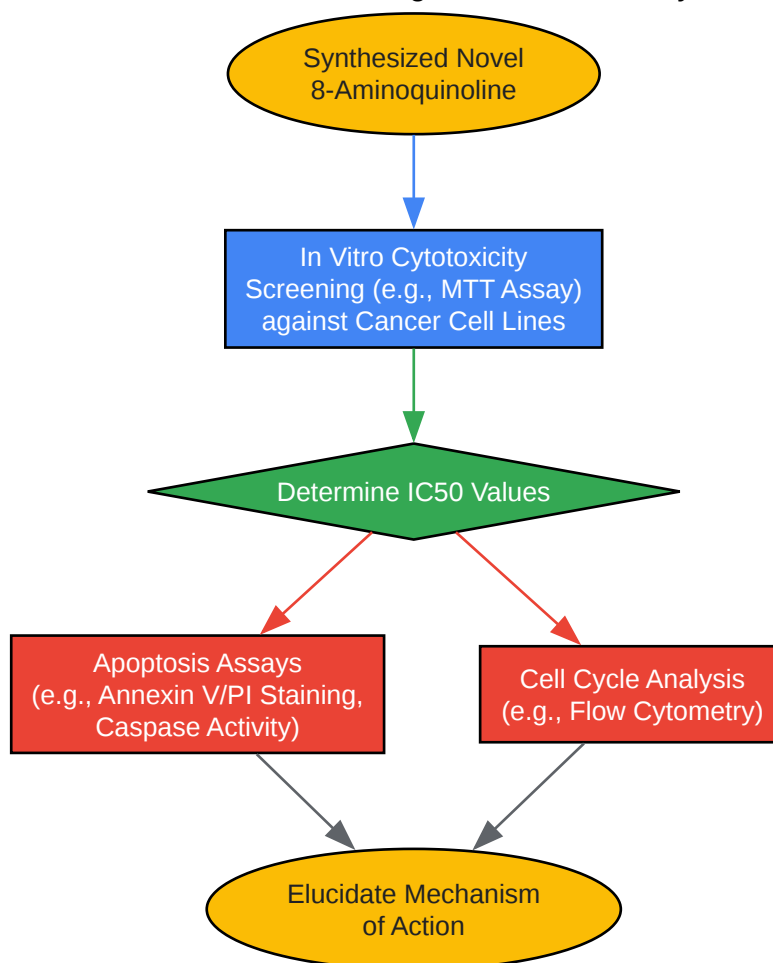 Synthesized Novel
8-Aminoquinoline
In Vitro Cytotoxicity
Screening (e.g., MTT Assay)
against Cancer Cell Lines
Determine IC50 Values
Apoptosis Assays
(e.g., Annexin V/PI Staining,
Caspase Activity)
Cell Cycle Analysis
(e.g., Flow Cytometry)
Elucidate Mechanism
of Action